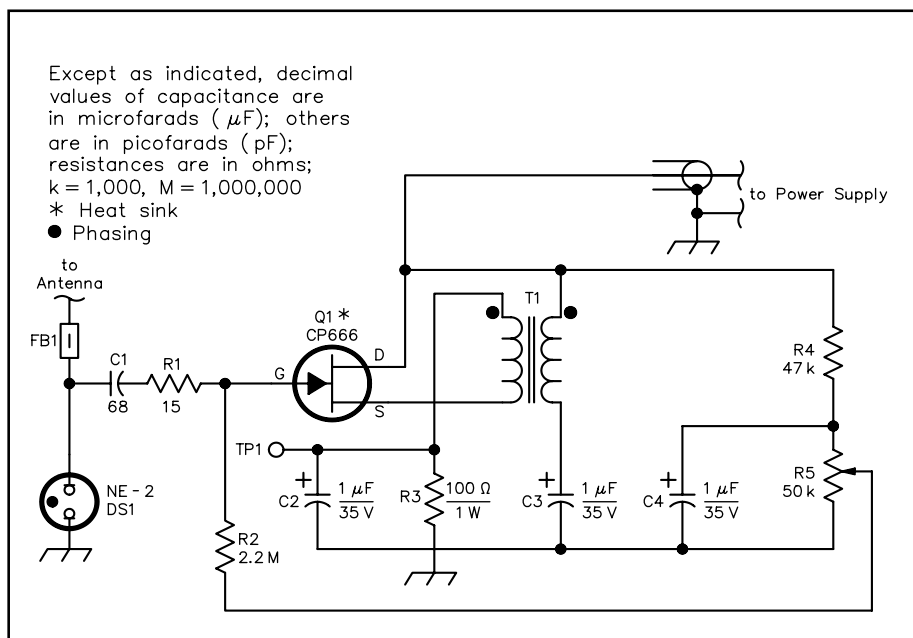 Except as indicated, decimal
values of capacitance are
in microfarads ( μF); others
are in picofarads ( pF);
resistances are in ohms;
k = 1,000, M = 1,000,000
* Heat sink
● Phasing
to Power Supply
to
Antenna
FB1
C1
68
R1
15
Q1 *
CP666
G
D
S
T1
R4
47 k
TP1
NE - 2
DS1
R2
2.2 M
C2
1 μF
35 V
R3
100 Ω
1 W
C3
1 μF
35 V
C4
1 μF
35 V
R5
50 k